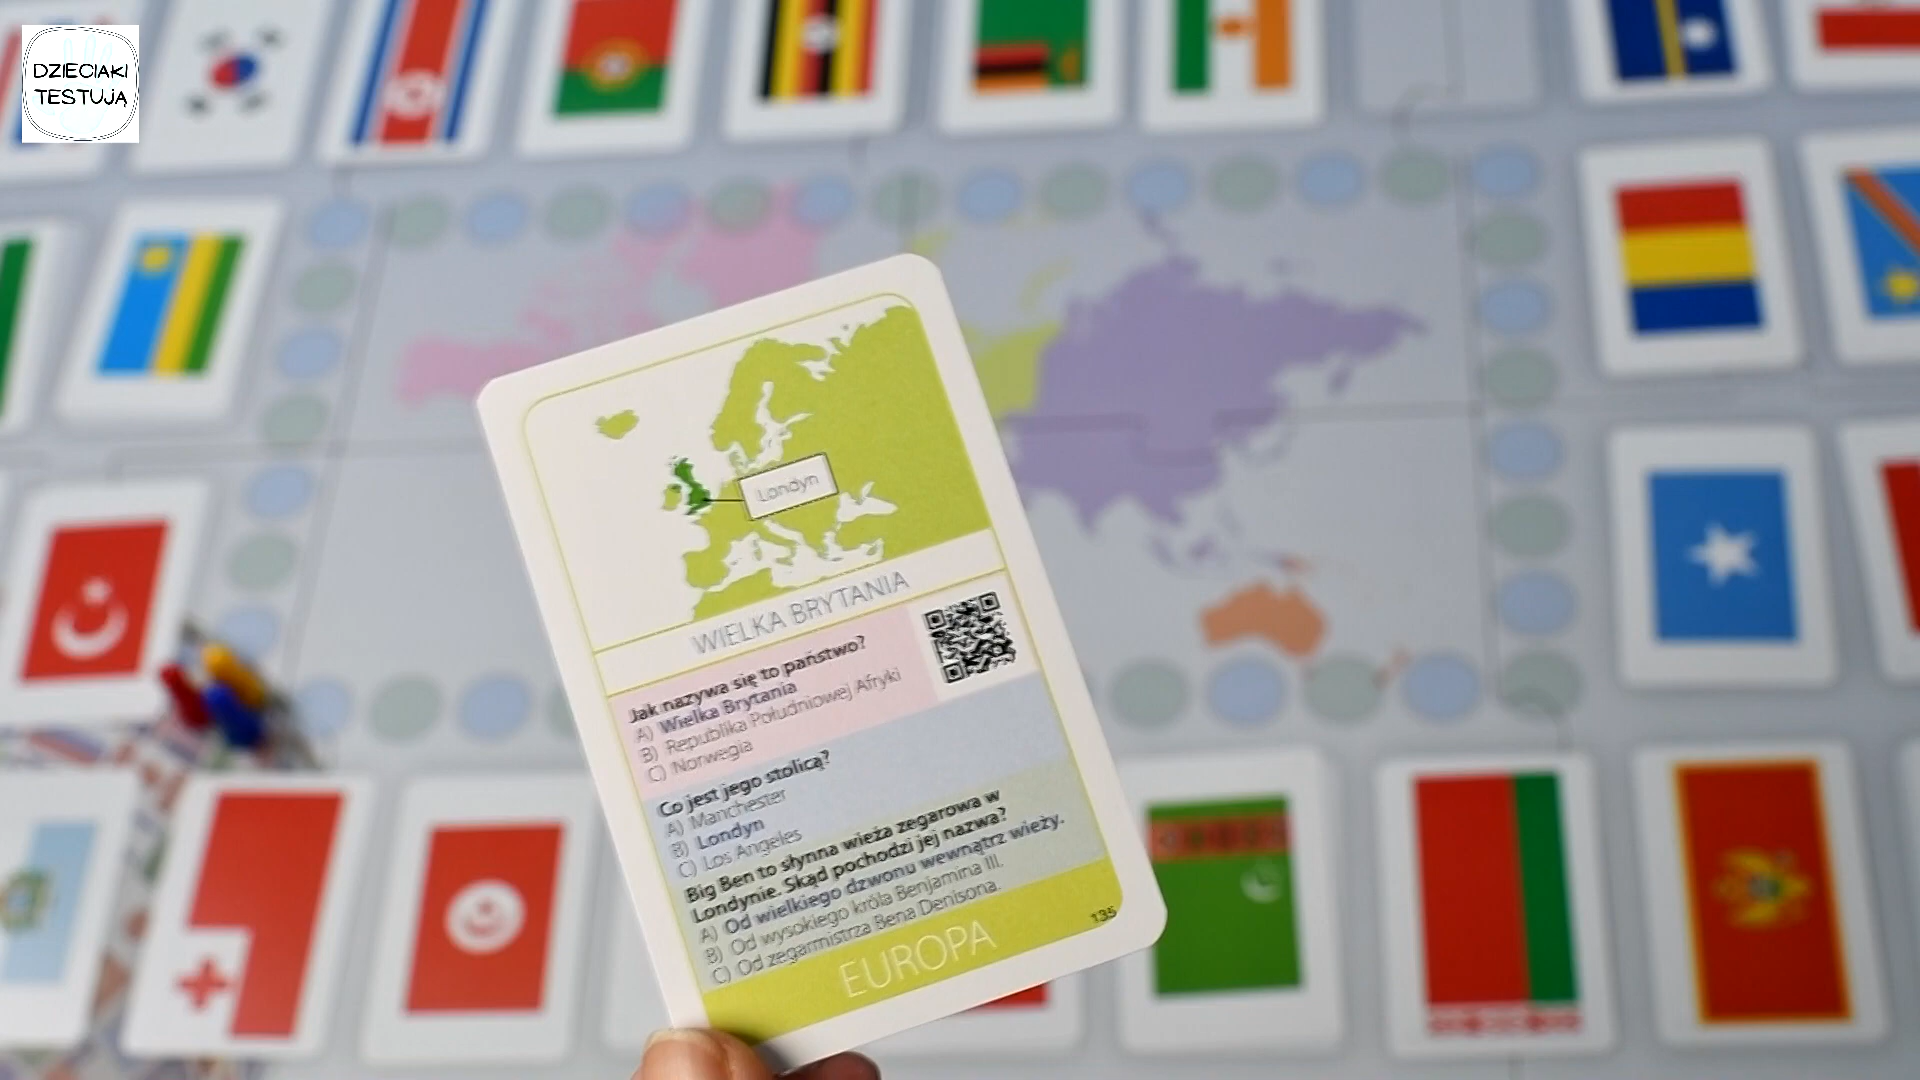 DZIECIAKI
TESTUJĄ
Londyn
WIELKA BRYTANIA
Jak nazywa się to państwo?
A) Wielka Brytania
B) Republika Południowej Afryki
C) Norwegia
Co jest jego stolicą?
A) Manchester
B) Londyn
C) Los Angeles
Big Ben to słynna wieża zegarowa w
Londynie. Skąd pochodzi jej nazwa?
A) Od wielkiego dzwonu wewnątrz wieży.
B) Od wysokiego króla Benjamina III.
C) Od zegarmistrza Bena Denisona.
135
EUROPA